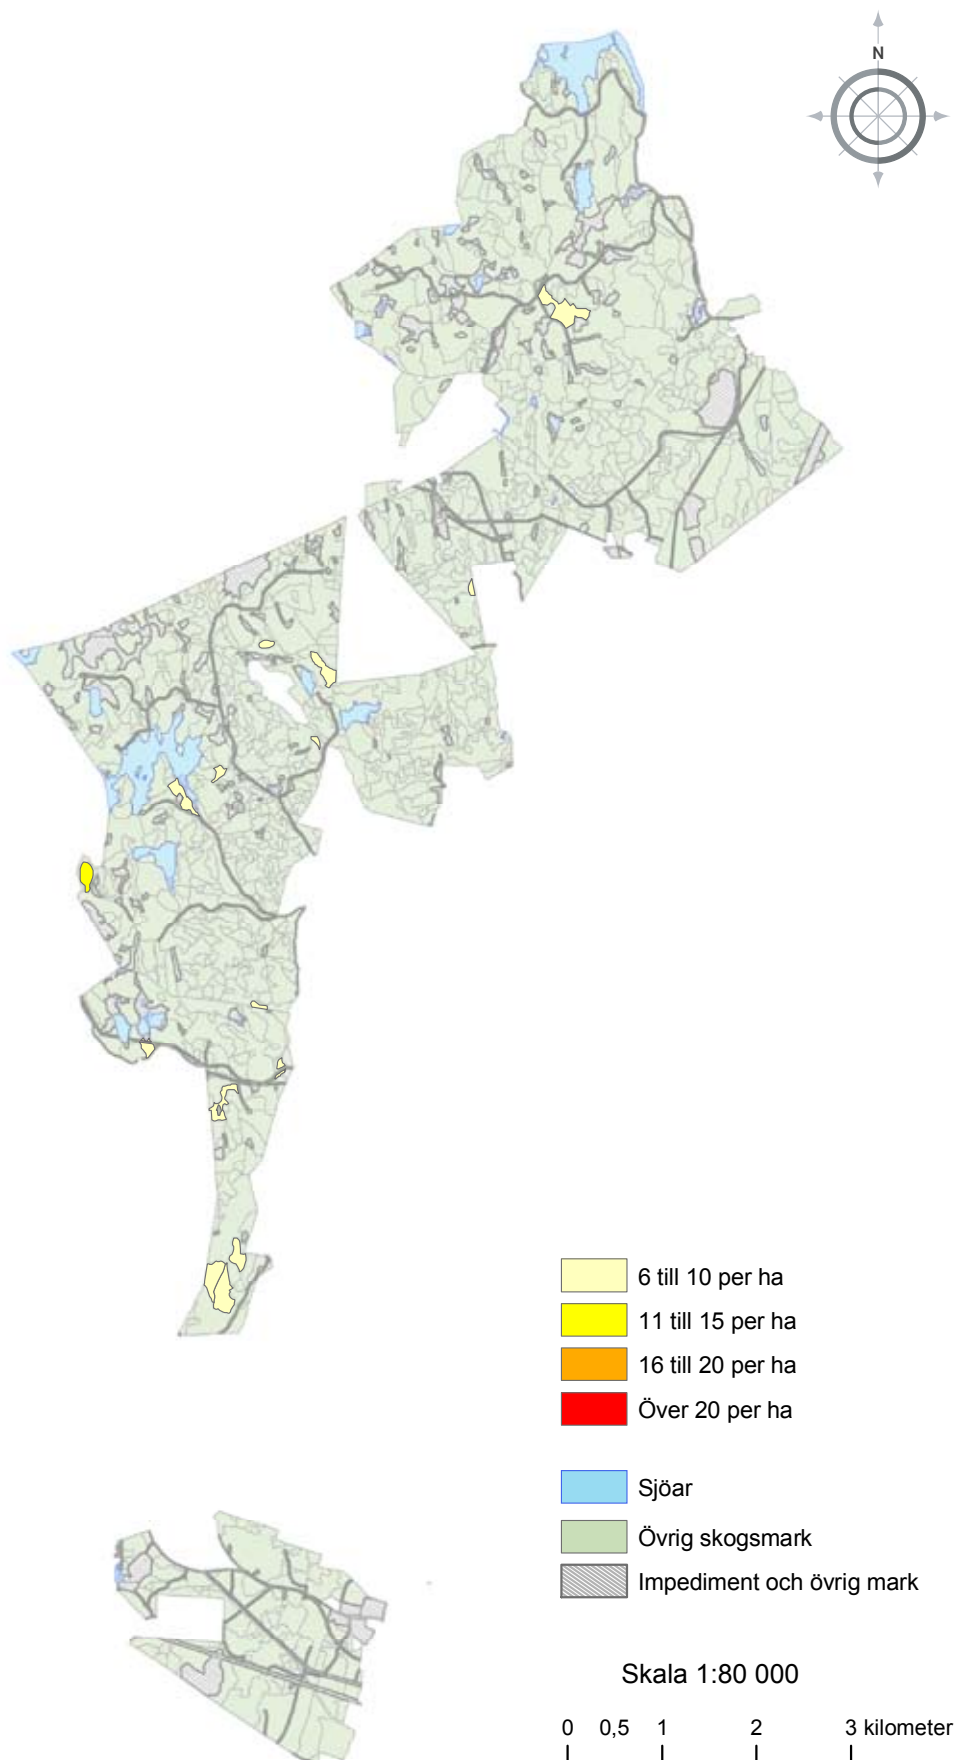 N
6 till 10 per ha
11 till 15 per ha
16 till 20 per ha
Över 20 per ha
Sjöar
Övrig skogsmark
Impediment och övrig mark
Skala 1:80 000
0 0,5 1 2 3 kilometer